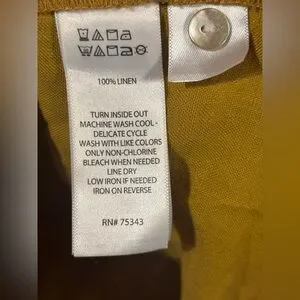 100% LINEN
TURN INSIDE OUT
MACHINE WASH COOL -
DELICATE CYCLE
WASH WITH LIKE COLORS
ONLY NON-CHLORINE
BLEACH WHEN NEEDED
LINE DRY
LOW IRON IF NEEDED
IRON ON REVERSE
RN# 75343